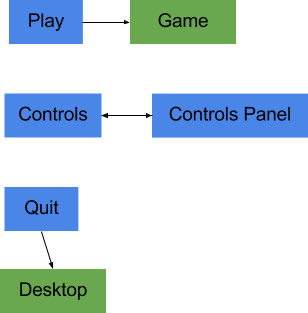 Play
Game
Controls
Controls Panel
Quit
Desktop